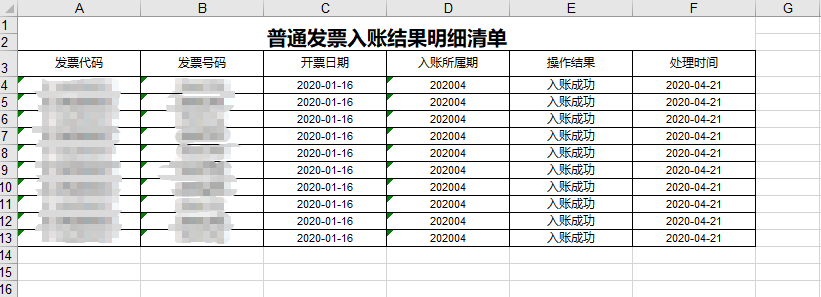 A B C D E F G
1
2 普通发票入账结果明细清单
3 发票代码 发票号码 开票日期 入账所属期 操作结果 处理时间
4 2020-01-16 202004 入账成功 2020-04-21
5 2020-01-16 202004 入账成功 2020-04-21
6 2020-01-16 202004 入账成功 2020-04-21
7 2020-01-16 202004 入账成功 2020-04-21
8 2020-01-16 202004 入账成功 2020-04-21
9 2020-01-16 202004 入账成功 2020-04-21
10 2020-01-16 202004 入账成功 2020-04-21
11 2020-01-16 202004 入账成功 2020-04-21
12 2020-01-16 202004 入账成功 2020-04-21
13 2020-01-16 202004 入账成功 2020-04-21
14
15
16